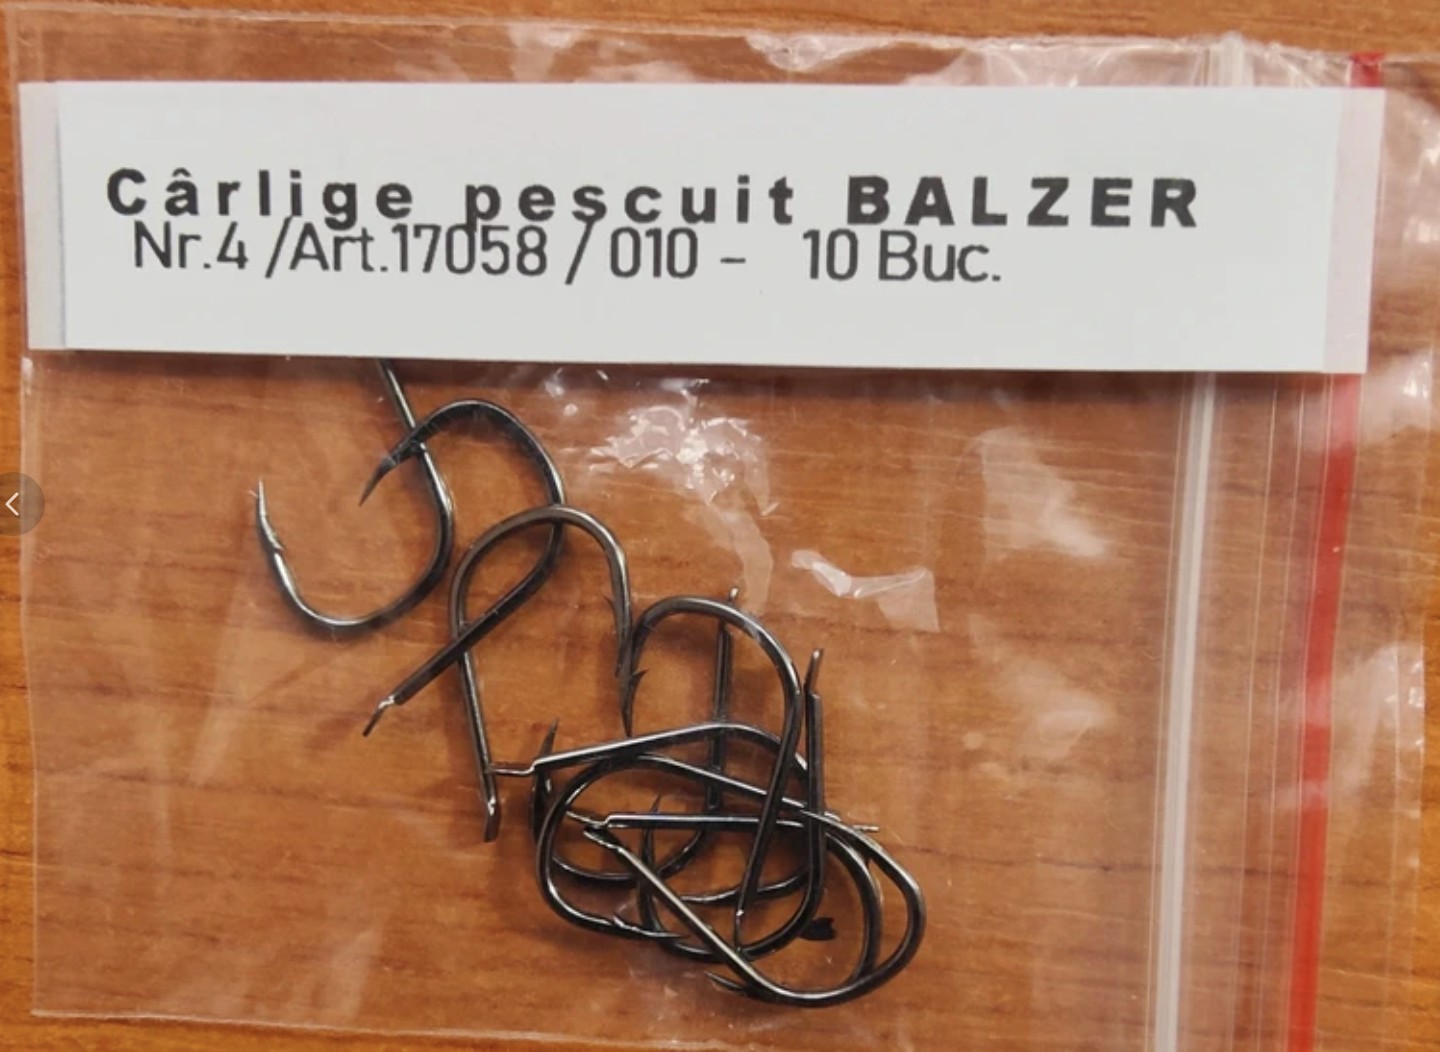 Cârlige pescuit BALZER
Nr.4 /Art.17058 / 010 - 10 Buc.